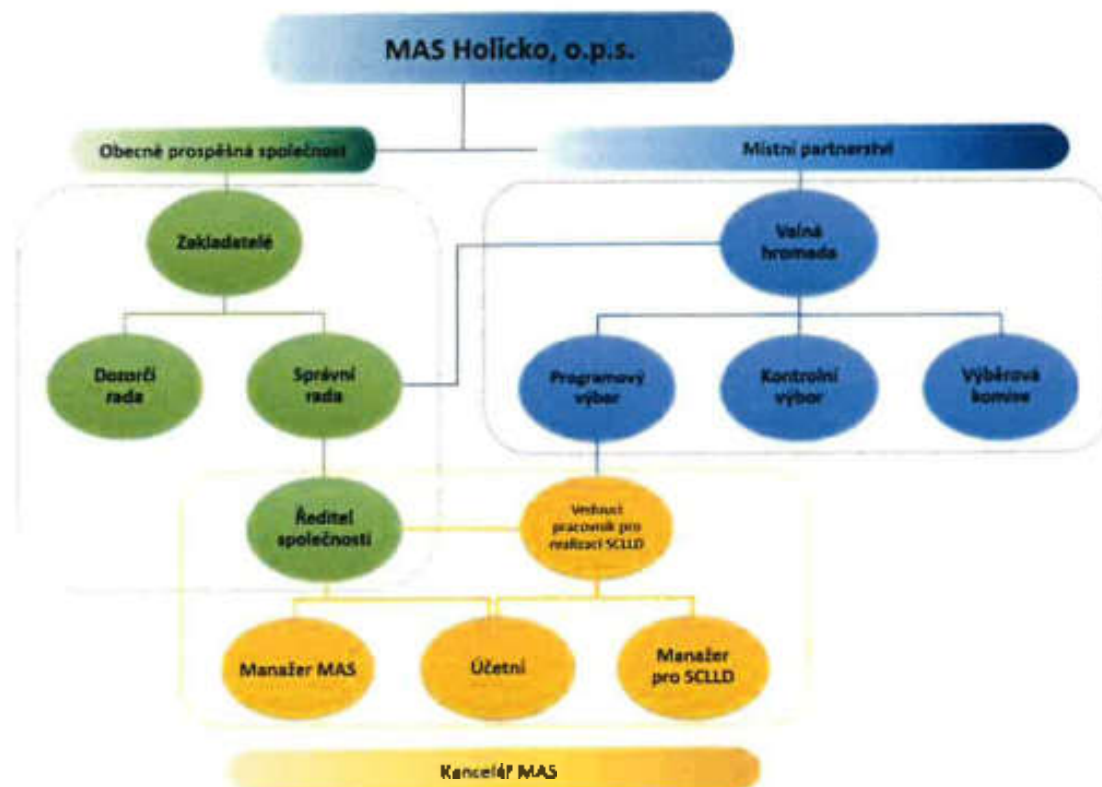 MAS Holicko, o.p.s.
Obecně prospěšná společnost
Místní partnerství
Zakladatelé
Valná
hromada
Dozorčí
rada
Správní
rada
Programový
výbor
Kontrolní
výbor
Výběrová
komise
Ředitel
společnosti
Vedoucí
pracovník pro
realizaci SCLLD
Manažer MAS
Účetní
Manažer
pro SCLLD
Kancelář MAS